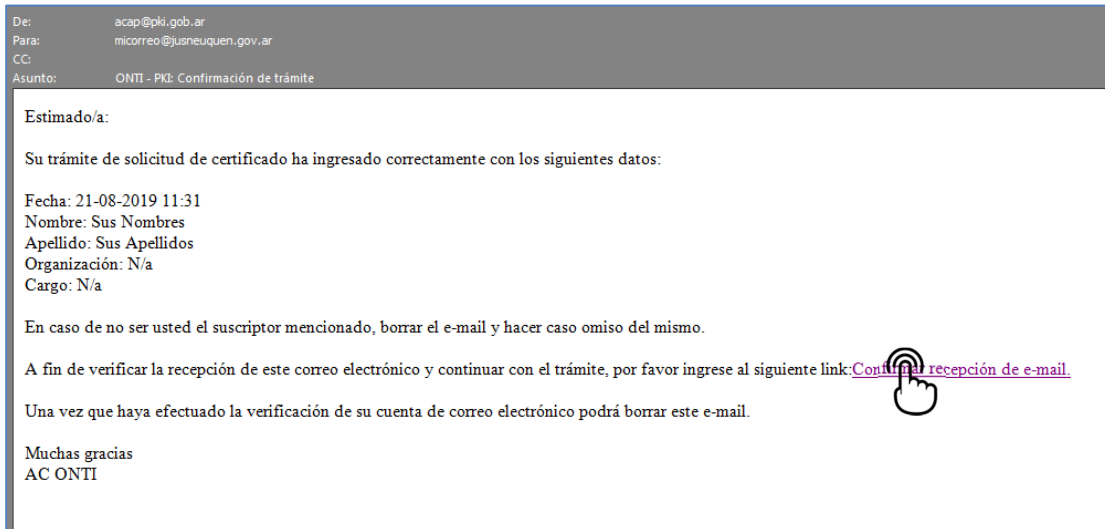 De: acap@pki.gob.ar
Para: micorreo@jusneuquen.gov.ar
CC:
Asunto: ONTI - PKI: Confirmación de trámite
Estimado/a:
Su trámite de solicitud de certificado ha ingresado correctamente con los siguientes datos:
Fecha: 21-08-2019 11:31
Nombre: Sus Nombres
Apellido: Sus Apellidos
Organización: N/a
Cargo: N/a
En caso de no ser usted el suscriptor mencionado, borrar el e-mail y hacer caso omiso del mismo.
A fin de verificar la recepción de este correo electrónico y continuar con el trámite, por favor ingrese al siguiente link:Confirmar recepción de e-mail.
Una vez que haya efectuado la verificación de su cuenta de correo electrónico podrá borrar este e-mail.
Muchas gracias
AC ONTI